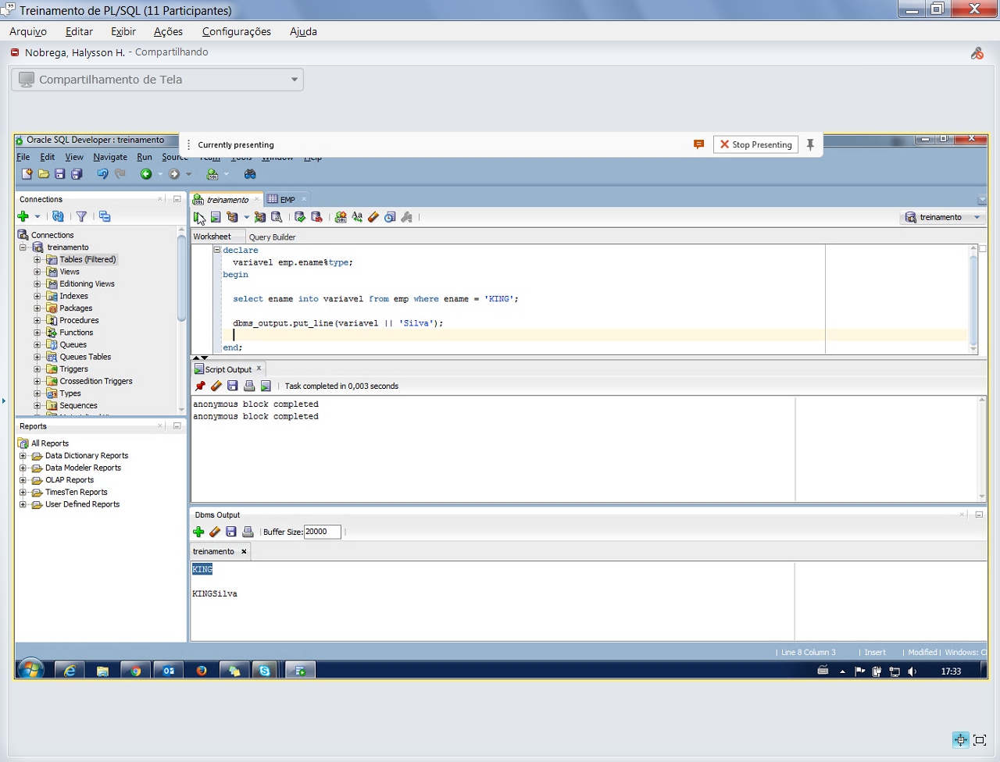 Treinamento de PL/SQL (11 Participantes)
Arquivo Editar Exibir Ações Configurações Ajuda
Nobrega, Halysson H. - Compartilhando
Compartilhamento de Tela
Oracle SQL Developer : treinamento
Currently presenting
Stop Presenting
File Edit View Navigate Run Source Team Tools Window Help
Connections
Connections
treinamento
Tables (Filtered)
Views
Editioning Views
Indexes
Packages
Procedures
Functions
Queues
Queues Tables
Triggers
Crossedition Triggers
Types
Sequences
Reports
All Reports
Data Dictionary Reports
Data Modeler Reports
OLAP Reports
TimesTen Reports
User Defined Reports
treinamento
EMP
treinamento
Worksheet
Query Builder
declare
variavel emp.ename%type;
begin
select ename into variavel from emp where ename = 'KING';
dbms_output.put_line(variavel || 'Silva');
end;
Script Output
Task completed in 0,003 seconds
anonymous block completed
anonymous block completed
Dbms Output
Buffer Size: 20000
treinamento
KING
KINGSilva
Line 8 Column 3 Insert Modified Windows: C
17:33